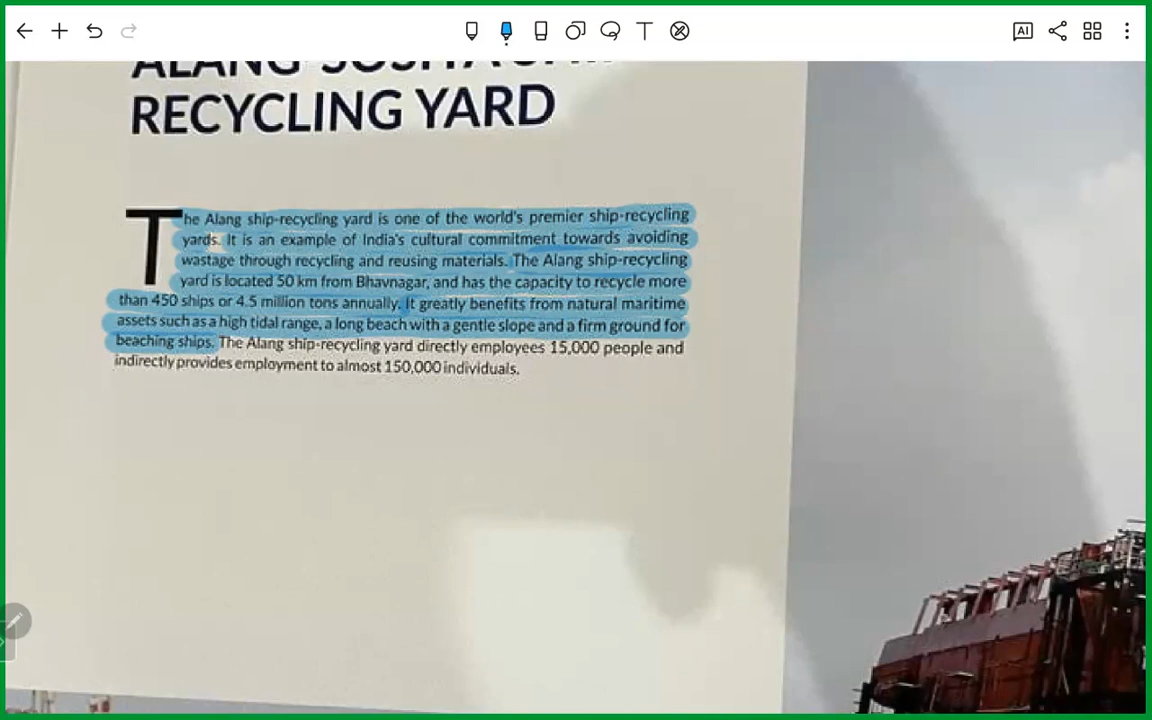 RECYCLING YARD
The Alang ship-recycling yard is one of the world's premier ship-recycling
yards. It is an example of India's cultural commitment towards avoiding
wastage through recycling and reusing materials. The Alang ship-recycling
yard is located 50 km from Bhavnagar, and has the capacity to recycle more
than 450 ships or 4.5 million tons annually. It greatly benefits from natural maritime
assets such as a high tidal range, a long beach with a gentle slope and a firm ground for
beaching ships. The Alang ship-recycling yard directly employees 15,000 people and
indirectly provides employment to almost 150,000 individuals.
T
AI